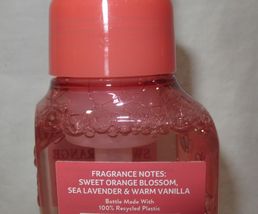 FRAGRANCE NOTES:
SWEET ORANGE BLOSSOM,
SEA LAVENDER & WARM VANILLA
Bottle Made With
100% Recycled Plastic